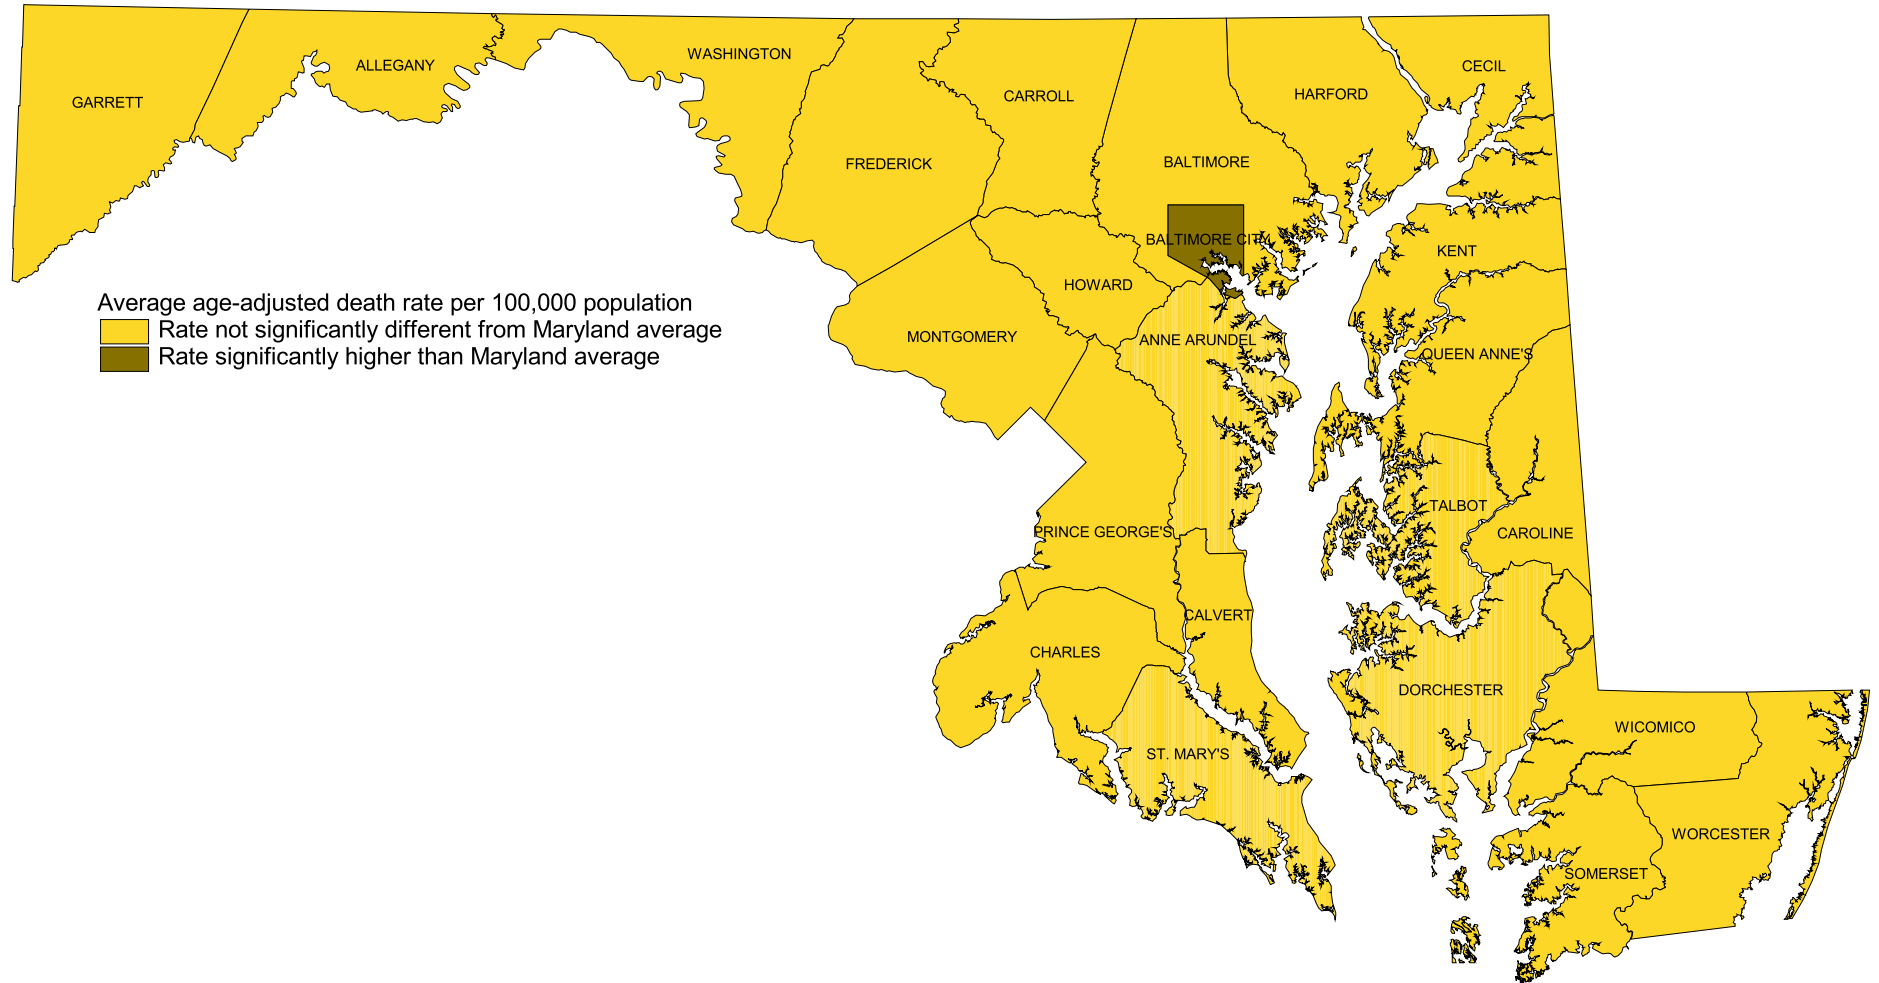 WASHINGTON
ALLEGANY
CECIL
GARRETT
CARROLL
HARFORD
FREDERICK
BALTIMORE
BALTIMORE CITY
KENT
HOWARD
Average age-adjusted death rate per 100,000 population
Rate not significantly different from Maryland average
Rate significantly higher than Maryland average
MONTGOMERY
ANNE ARUNDEL
QUEEN ANNE'S
TALBOT
PRINCE GEORGE'S
CAROLINE
CALVERT
CHARLES
DORCHESTER
WICOMICO
ST. MARY'S
WORCESTER
SOMERSET